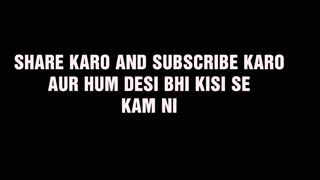 SHARE KARO AND SUBSCRIBE KARO
AUR HUM DESI BHI KISI SE
KAM NI